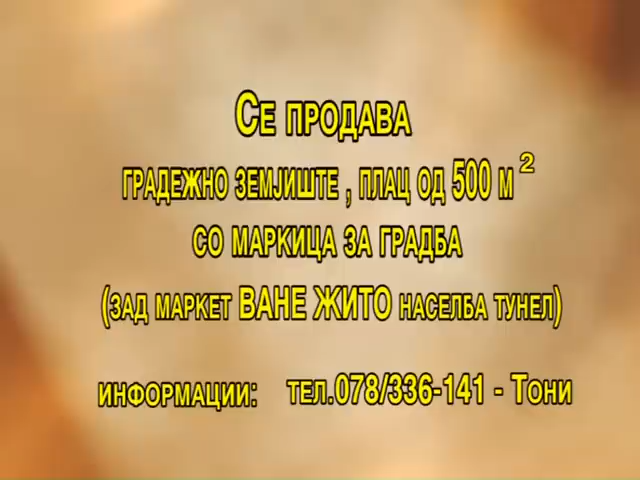 Се продава
градежно земјиште , плац од 500 м²
со маркица за градба
(зад маркет ВАНЕ ЖИТО населба тунел)
информации: тел.078/336-141 - Тони